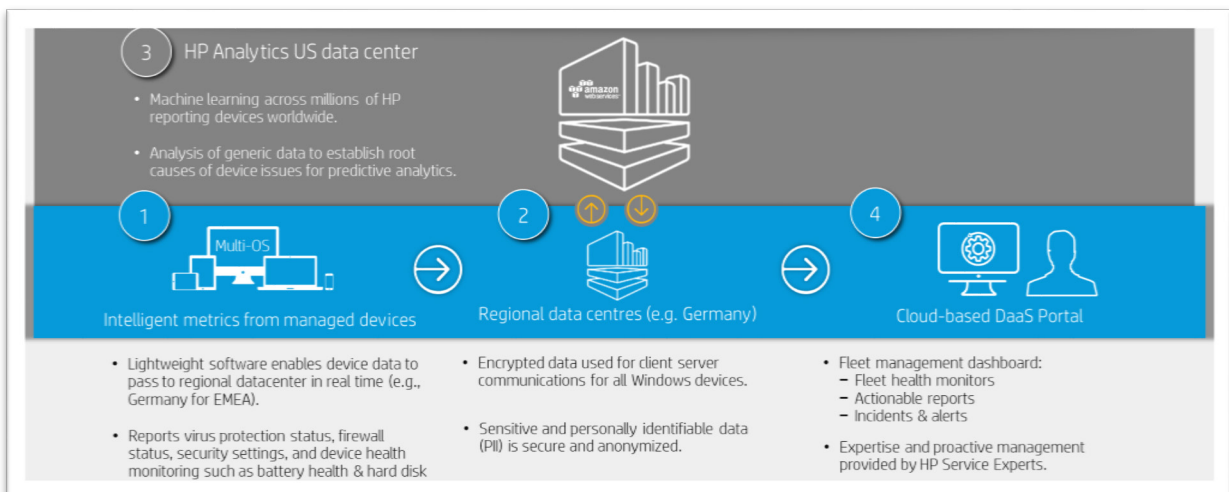 3 HP Analytics US data center
• Machine learning across millions of HP
reporting devices worldwide.
• Analysis of generic data to establish root
causes of device issues for predictive analytics.
amazon
webservices
1
Multi-OS
Intelligent metrics from managed devices
2
Regional data centres (e.g. Germany)
4
Cloud-based DaaS Portal
• Lightweight software enables device data to
pass to regional datacenter in real time (e.g.,
Germany for EMEA).
• Reports virus protection status, firewall
status, security settings, and device health
monitoring such as battery health & hard disk
• Encrypted data used for client server
communications for all Windows devices.
• Sensitive and personally identifiable data
(PII) is secure and anonymized.
• Fleet management dashboard:
– Fleet health monitors
– Actionable reports
– Incidents & alerts
• Expertise and proactive management
provided by HP Service Experts.